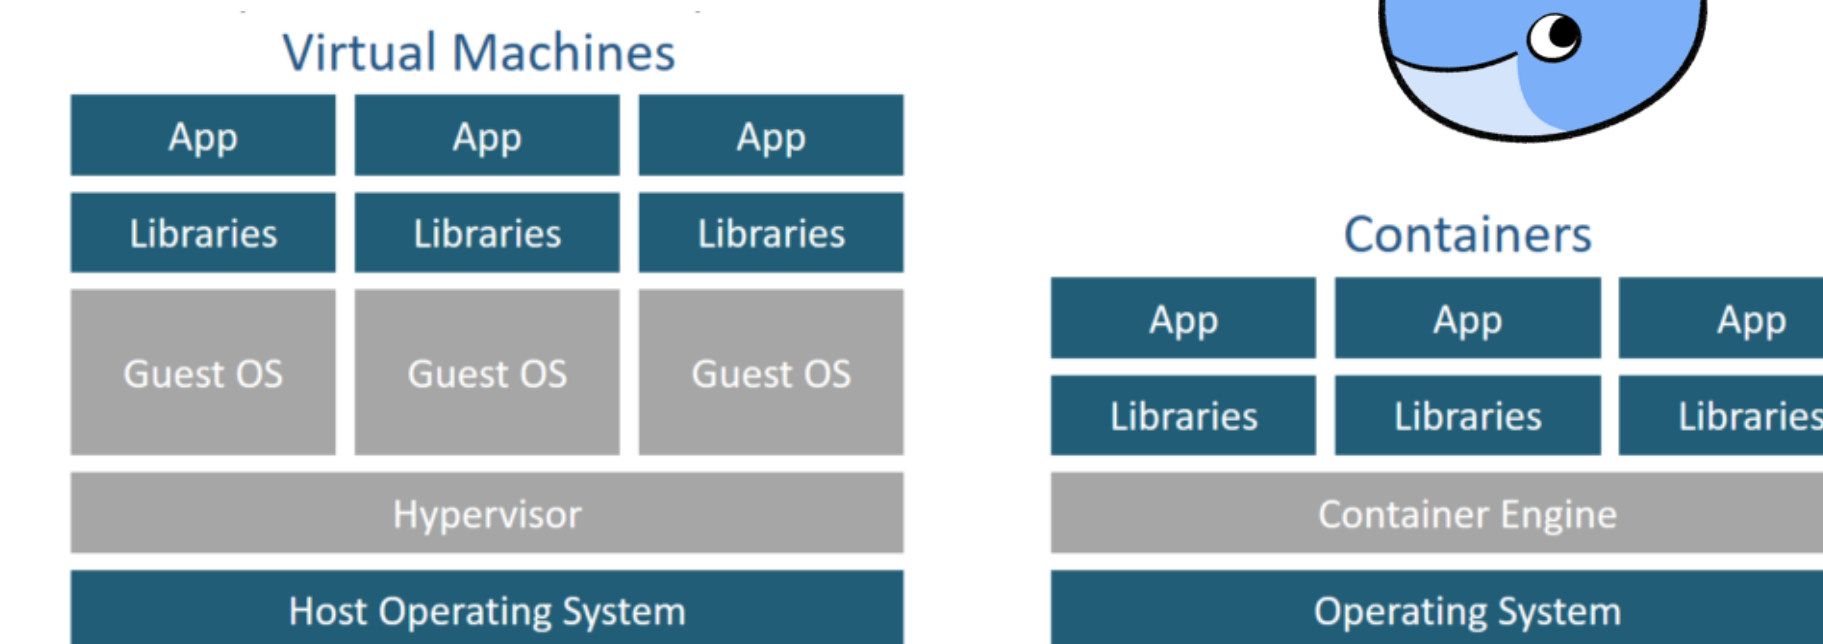 Virtual Machines
App App App
Libraries Libraries Libraries
Guest OS Guest OS Guest OS
Hypervisor
Host Operating System
Containers
App App App
Libraries Libraries Libraries
Container Engine
Operating System